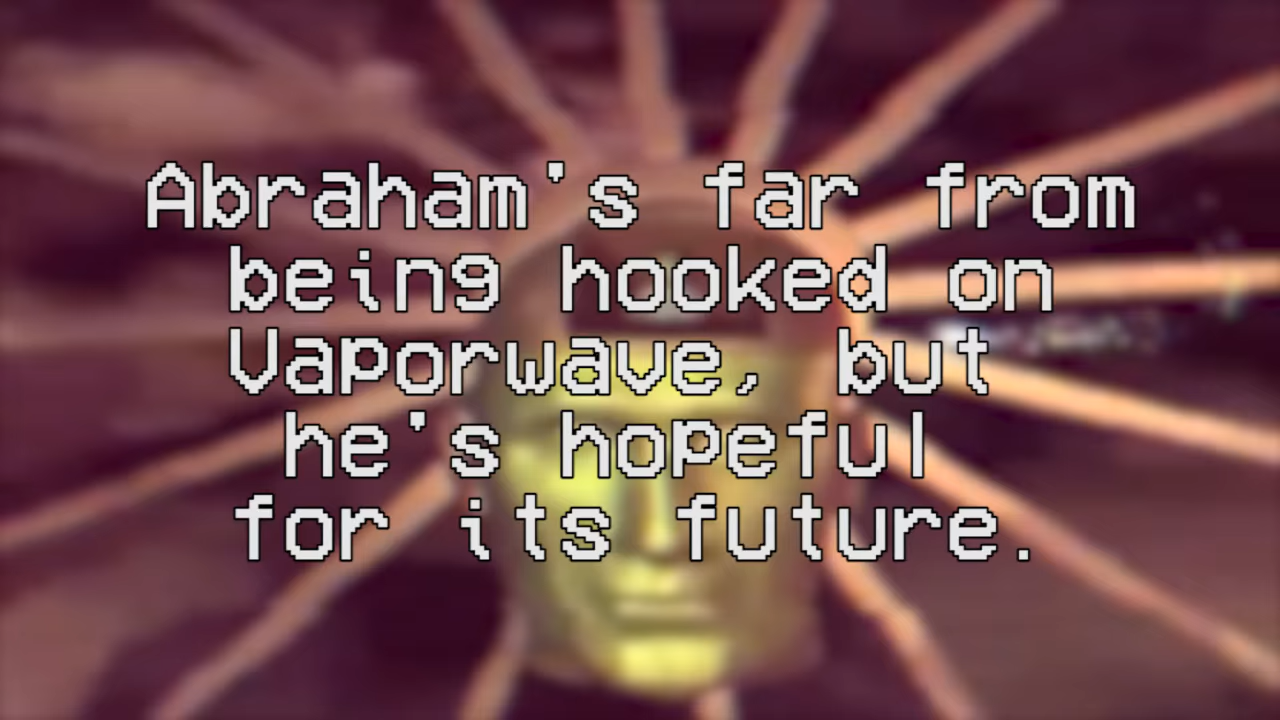 Abraham's far from
being hooked on
Vaporwave, but
he's hopeful
for its future.